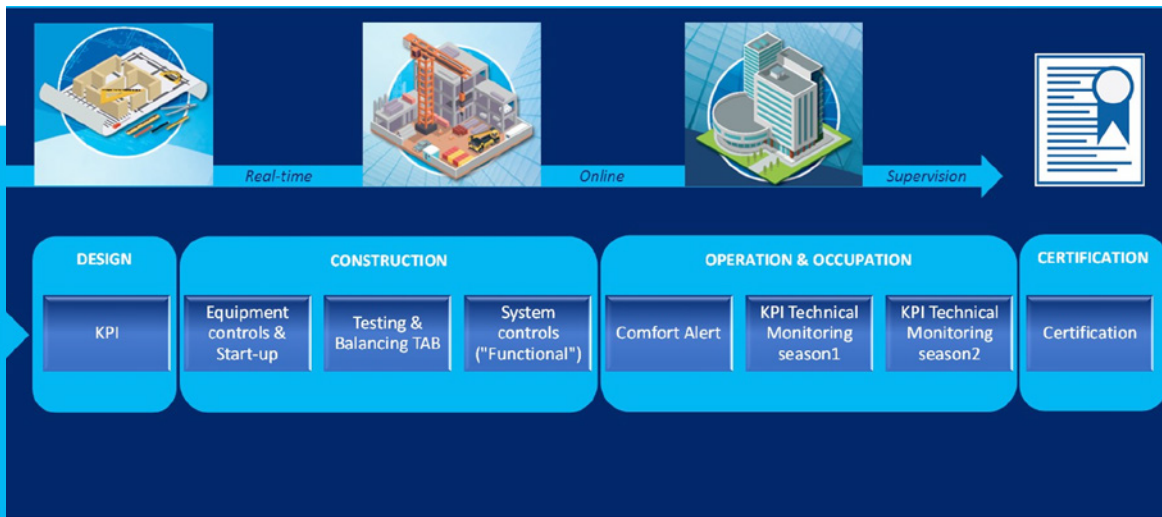 Real-time
Online
Supervision
DESIGN
KPI
CONSTRUCTION
Equipment
controls &
Start-up
Testing &
Balancing TAB
System
controls
("Functional")
OPERATION & OCCUPATION
Comfort Alert
KPI Technical
Monitoring
season1
KPI Technical
Monitoring
season2
CERTIFICATION
Certification